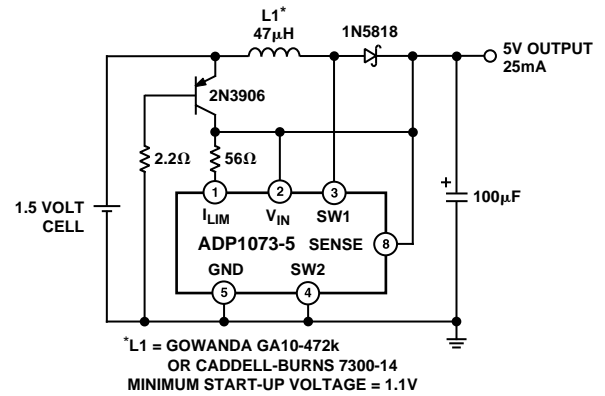 L1*
47μH
1N5818
5V OUTPUT
25mA
2N3906
2.2Ω
56Ω
1
2
3
ILIM
VIN
SW1
1.5 VOLT
CELL
ADP1073-5
SENSE
8
+
100μF
GND
SW2
5
4
*L1 = GOWANDA GA10-472k
OR CADDELL-BURNS 7300-14
MINIMUM START-UP VOLTAGE = 1.1V